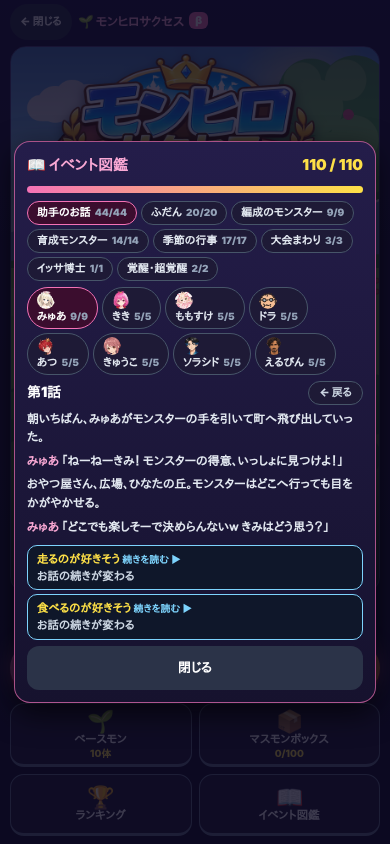 ← 閉じる 🌱 モンヒロサクセス β
モンヒロ
📖 イベント図鑑 110 / 110
助手のお話 44/44 ふだん 20/20 編成のモンスター 9/9
育成モンスター 14/14 季節の行事 17/17 大会まわり 3/3
イッサ博士 1/1 覚醒・超覚醒 2/2
みゅあ 9/9 きき 5/5 ももすけ 5/5 ドラ 5/5
あつ 5/5 きゅうこ 5/5 ソラシド 5/5 えるぴん 5/5
第1話 ← 戻る
朝いちばん、みゅあがモンスターの手を引いて町へ飛び出していっ
た。
みゅあ「ねーねーきみ! モンスターの得意、いっしょに見つけよ!」
おやつ屋さん、広場、ひなたの丘。モンスターはどこへ行っても目を
かがやかせる。
みゅあ「どこでも楽しそーで決めらんないw きみはどう思う?」
走るのが好きそう 続きを読む ▶
お話の続きが変わる
食べるのが好きそう 続きを読む ▶
お話の続きが変わる
閉じる
ベースモン マスモンボックス
10体 0/100
ランキング イベント図鑑